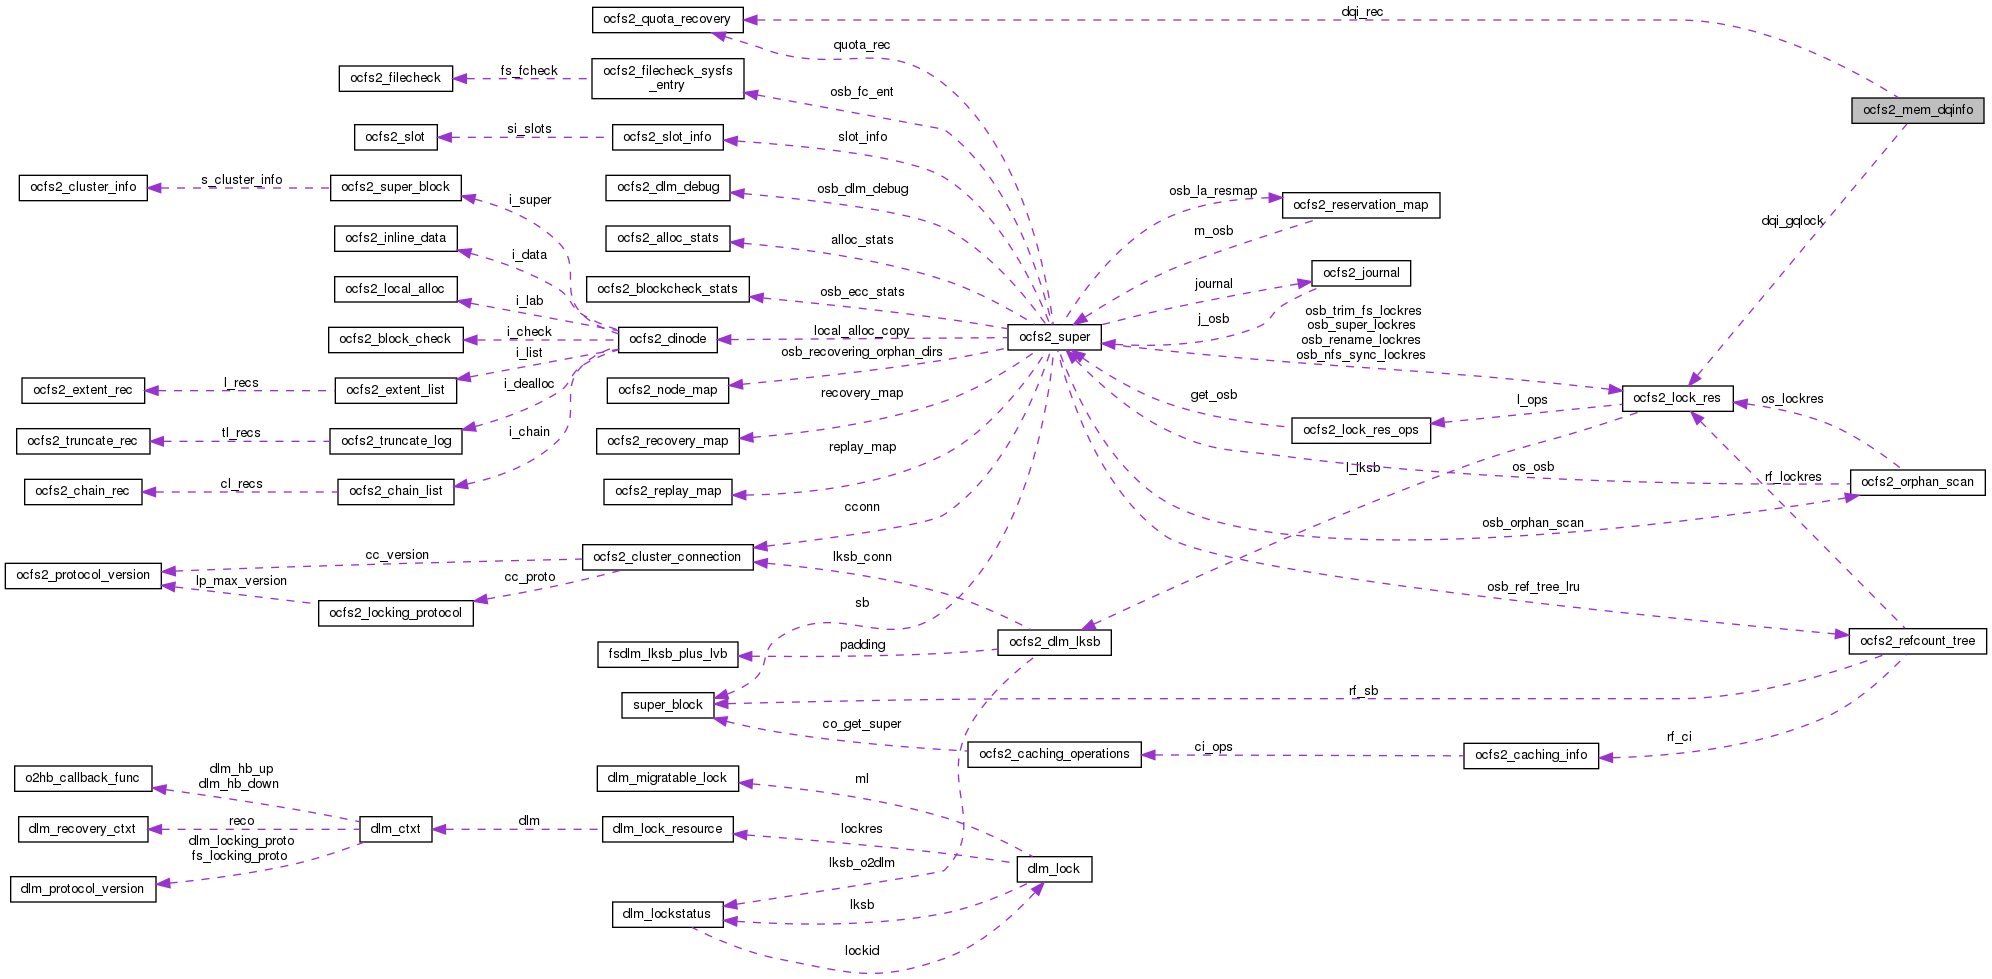 ocfs2_quota_recovery
dqi_rec
quota_rec
ocfs2_filecheck
fs_fcheck
ocfs2_filecheck_sysfs
_entry
osb_fc_ent
ocfs2_mem_dqinfo
ocfs2_slot
si_slots
ocfs2_slot_info
slot_info
ocfs2_cluster_info
s_cluster_info
ocfs2_super_block
i_super
ocfs2_dlm_debug
osb_dlm_debug
osb_la_resmap
ocfs2_reservation_map
dqi_gqlock
m_osb
ocfs2_inline_data
i_data
ocfs2_alloc_stats
alloc_stats
ocfs2_journal
journal
ocfs2_local_alloc
i_lab
ocfs2_blockcheck_stats
osb_ecc_stats
j_osb
osb_trim_fs_lockres
osb_super_lockres
osb_rename_lockres
osb_nfs_sync_lockres
ocfs2_block_check
i_check
ocfs2_dinode
local_alloc_copy
ocfs2_super
i_list
osb_recovering_orphan_dirs
ocfs2_extent_rec
l_recs
ocfs2_extent_list
i_dealloc
ocfs2_node_map
recovery_map
get_osb
l_ops
ocfs2_lock_res
os_lockres
ocfs2_truncate_rec
tl_recs
ocfs2_truncate_log
i_chain
ocfs2_recovery_map
replay_map
ocfs2_lock_res_ops
ocfs2_chain_rec
cl_recs
ocfs2_chain_list
ocfs2_replay_map
l_lksb
os_osb
rf_lockres
ocfs2_orphan_scan
cconn
osb_orphan_scan
ocfs2_protocol_version
cc_version
lp_max_version
ocfs2_cluster_connection
lksb_conn
cc_proto
ocfs2_locking_protocol
osb_ref_tree_lru
sb
fsdlm_lksb_plus_lvb
padding
ocfs2_dlm_lksb
ocfs2_refcount_tree
super_block
rf_sb
co_get_super
ocfs2_caching_operations
ci_ops
ocfs2_caching_info
rf_ci
o2hb_callback_func
dlm_hb_up
dlm_hb_down
dlm_migratable_lock
ml
dlm_recovery_ctxt
reco
dlm_ctxt
dlm
dlm_lock_resource
lockres
dlm_locking_proto
fs_locking_proto
dlm_protocol_version
lksb_o2dlm
dlm_lock
dlm_lockstatus
lksb
lockid